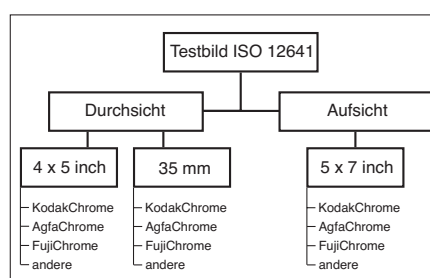 Testbild ISO 12641
Durchsicht
Aufsicht
4 x 5 inch
35 mm
5 x 7 inch
KodakChrome
AgfaChrome
FujiChrome
andere
KodakChrome
AgfaChrome
FujiChrome
andere
KodakChrome
AgfaChrome
FujiChrome
andere